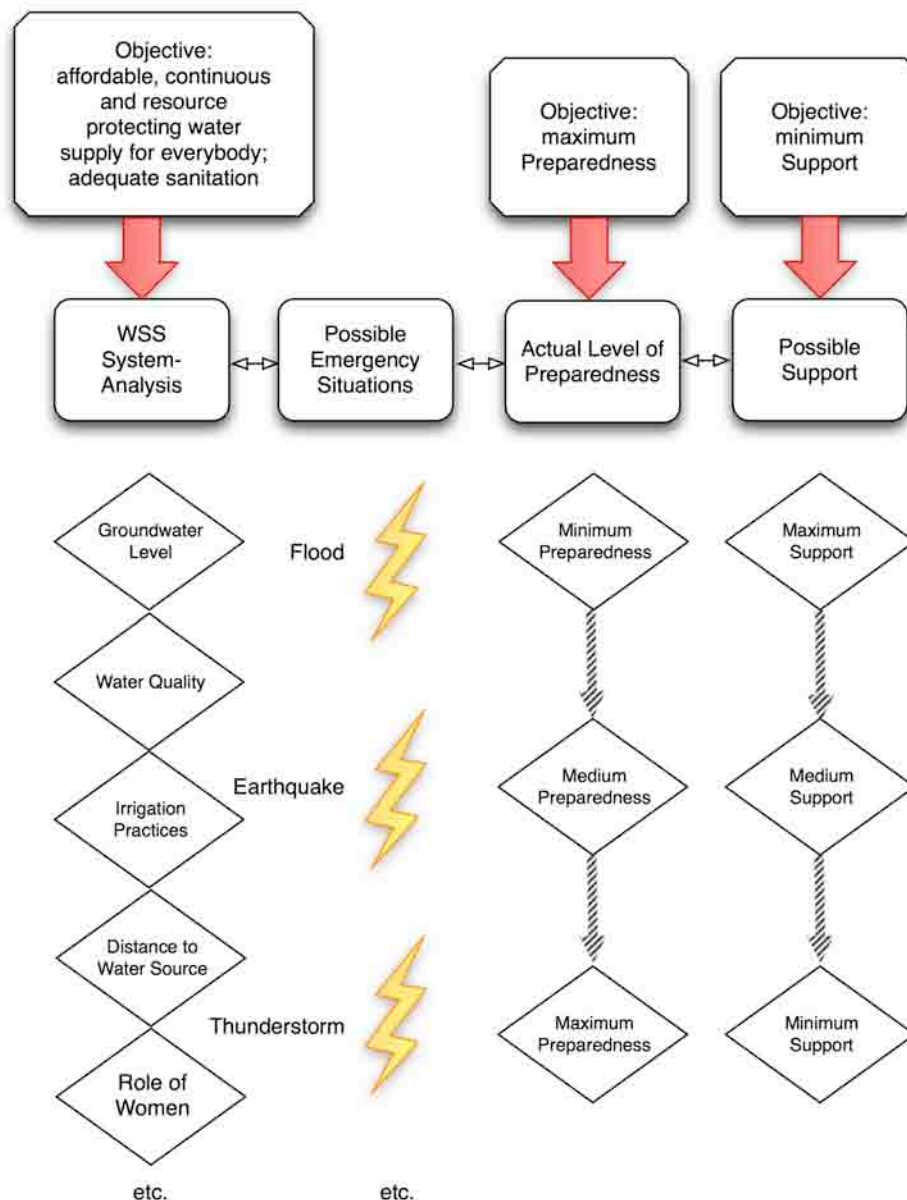 Objective:
affordable, continuous
and resource
protecting water
supply for everybody;
adequate sanitation
Objective:
maximum
Preparedness
Objective:
minimum
Support
WSS
System-
Analysis
Possible
Emergency
Situations
Actual Level of
Preparedness
Possible
Support
Groundwater
Level
Water Quality
Irrigation
Practices
Distance to
Water Source
Role of
Women
etc.
Flood
Earthquake
Thunderstorm
etc.
Minimum
Preparedness
Medium
Preparedness
Maximum
Preparedness
Maximum
Support
Medium
Support
Minimum
Support